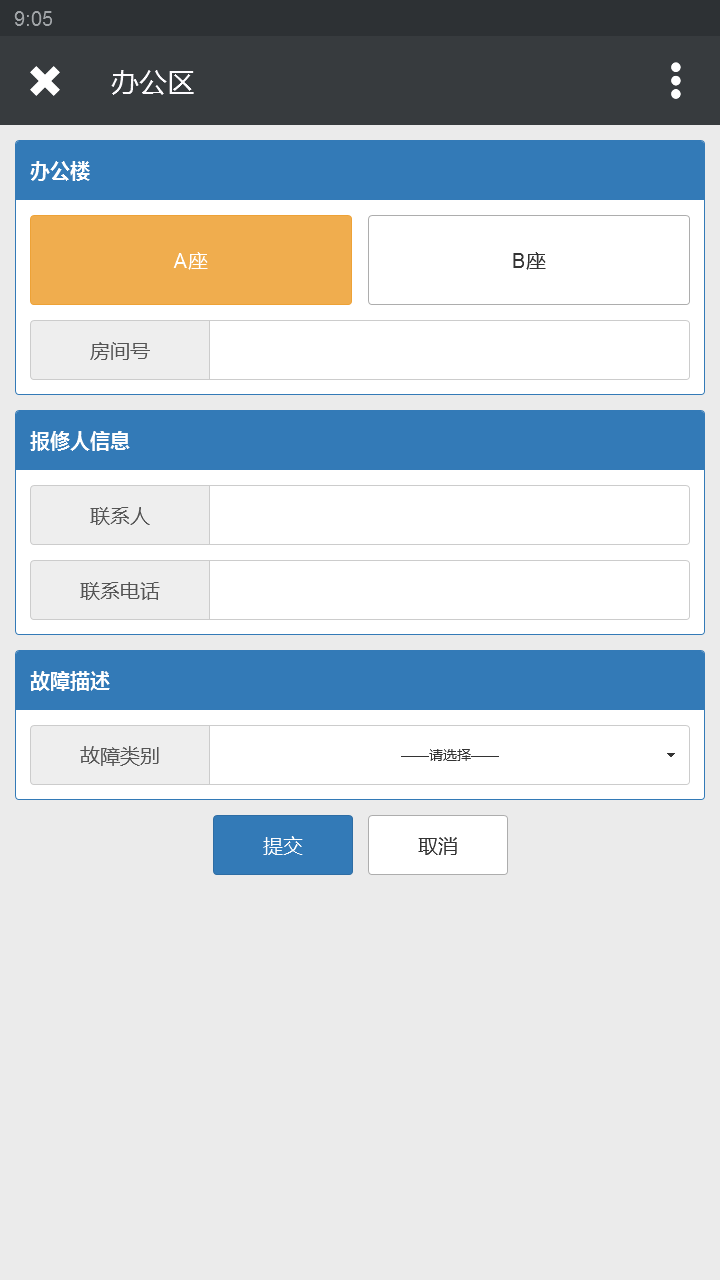 9:05
办公区
办公楼
A座
B座
房间号
报修人信息
联系人
联系电话
故障描述
故障类别
——请选择——
提交
取消